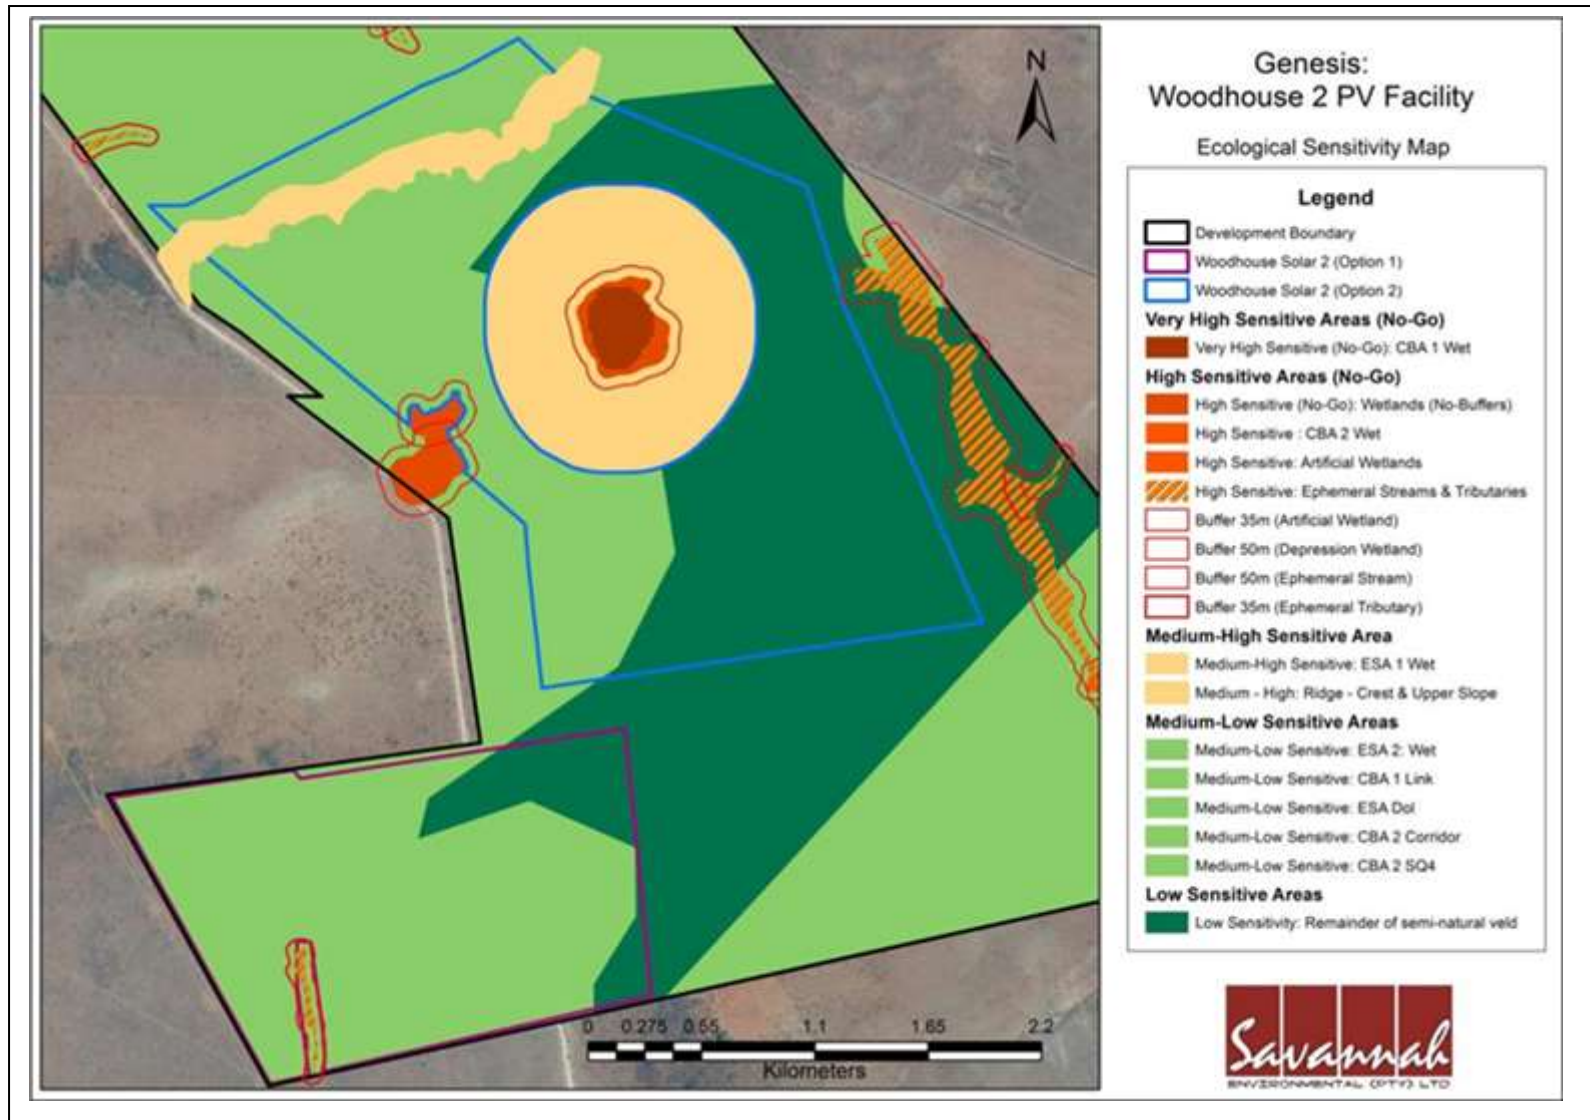 N
Genesis:
Woodhouse 2 PV Facility
Ecological Sensitivity Map
Legend
Development Boundary
Woodhouse Solar 2 (Option 1)
Woodhouse Solar 2 (Option 2)
Very High Sensitive Areas (No-Go)
Very High Sensitive (No-Go): CBA 1 Wet
High Sensitive Areas (No-Go)
High Sensitive (No-Go): Wetlands (No-Buffers)
High Sensitive : CBA 2 Wet
High Sensitive: Artificial Wetlands
High Sensitive: Ephemeral Streams & Tributaries
Buffer 35m (Artificial Wetland)
Buffer 50m (Depression Wetland)
Buffer 50m (Ephemeral Stream)
Buffer 35m (Ephemeral Tributary)
Medium-High Sensitive Area
Medium-High Sensitive: ESA 1 Wet
Medium - High: Ridge - Crest & Upper Slope
Medium-Low Sensitive Areas
Medium-Low Sensitive: ESA 2: Wet
Medium-Low Sensitive: CBA 1 Link
Medium-Low Sensitive: ESA Dol
Medium-Low Sensitive: CBA 2 Corridor
Medium-Low Sensitive: CBA 2 SQ4
Low Sensitive Areas
Low Sensitivity: Remainder of semi-natural veld
0 0.275 0.55 1.1 1.65 2.2
Kilometers
Savannah
ENVIRONMENTAL (PTY) LTD